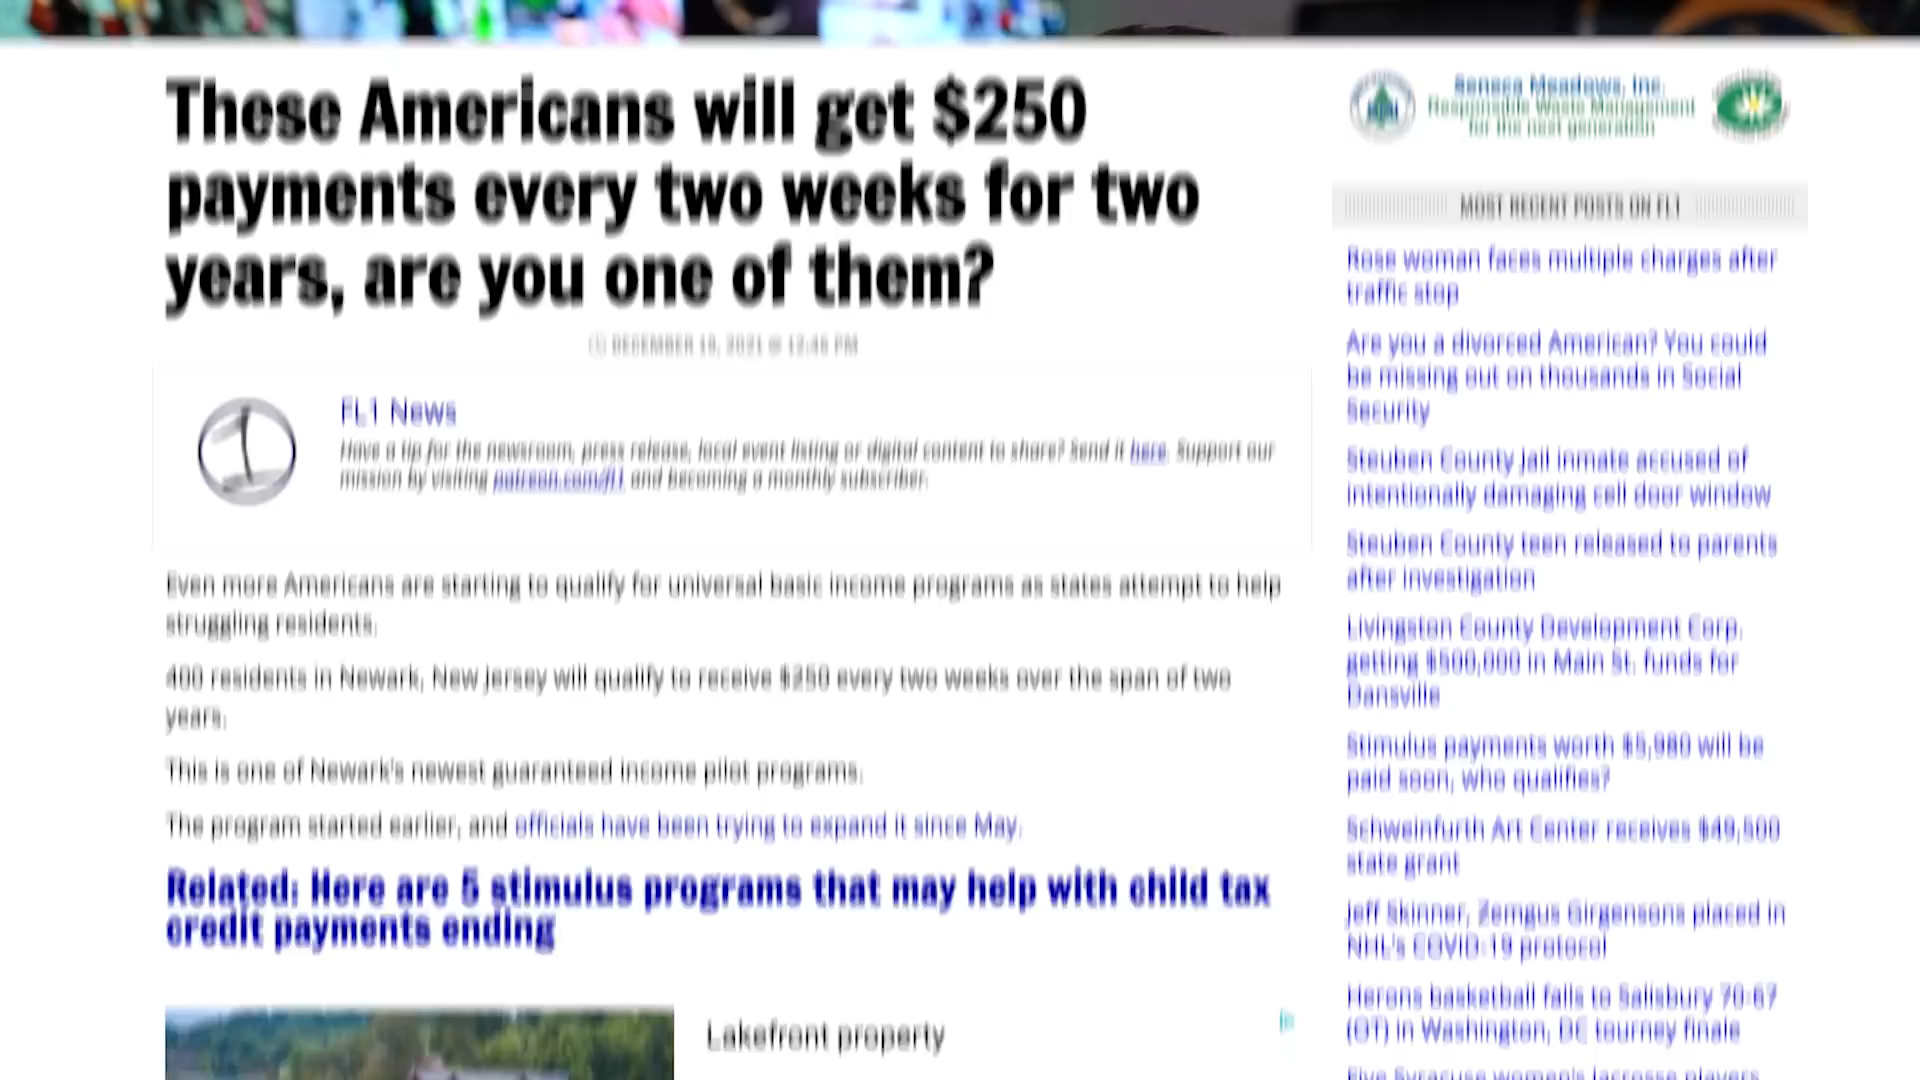 These Americans will get $250
payments every two weeks for two
years, are you one of them?
Seneca Meadows, Inc.
Responsible Waste Management
for the next generation
DECEMBER 2021 @ PM
FL1 News
Have a tip for the newsroom, press release, local event listing or digital content to share? Send it here. Support our
mission by visiting patreon.com/fl1 and becoming a monthly subscriber.
Even more Americans are starting to qualify for universal basic income programs as states attempt to help
struggling residents.
400 residents in Newark, New Jersey will qualify to receive $250 every two weeks over the span of two
years.
This is one of Newark's newest guaranteed income pilot programs.
The program started earlier, and officials have been trying to expand it since May.
Related: Here are 5 stimulus programs that may help with child tax
credit payments ending
Lakefront property
MOST RECENT POSTS ON FL1
Rose woman faces multiple charges after
traffic stop
Are you a divorced American? You could
be missing out on thousands in Social
Security
Steuben County Jail inmate accused of
intentionally damaging cell door window
Steuben County teen released to parents
after investigation
Livingston County Development Corp.
getting $500,000 in Main St. funds for
Dansville
Stimulus payments worth $5,980 will be
paid soon, who qualifies?
Schweinfurth Art Center receives $49,500
state grant
Jeff Skinner, Zemgus Girgensons placed in
NHL's COVID-19 protocol
Herons basketball falls to Salisbury 70-67
(OT) in Washington, DC tourney finale
Five Syracuse women's lacrosse players